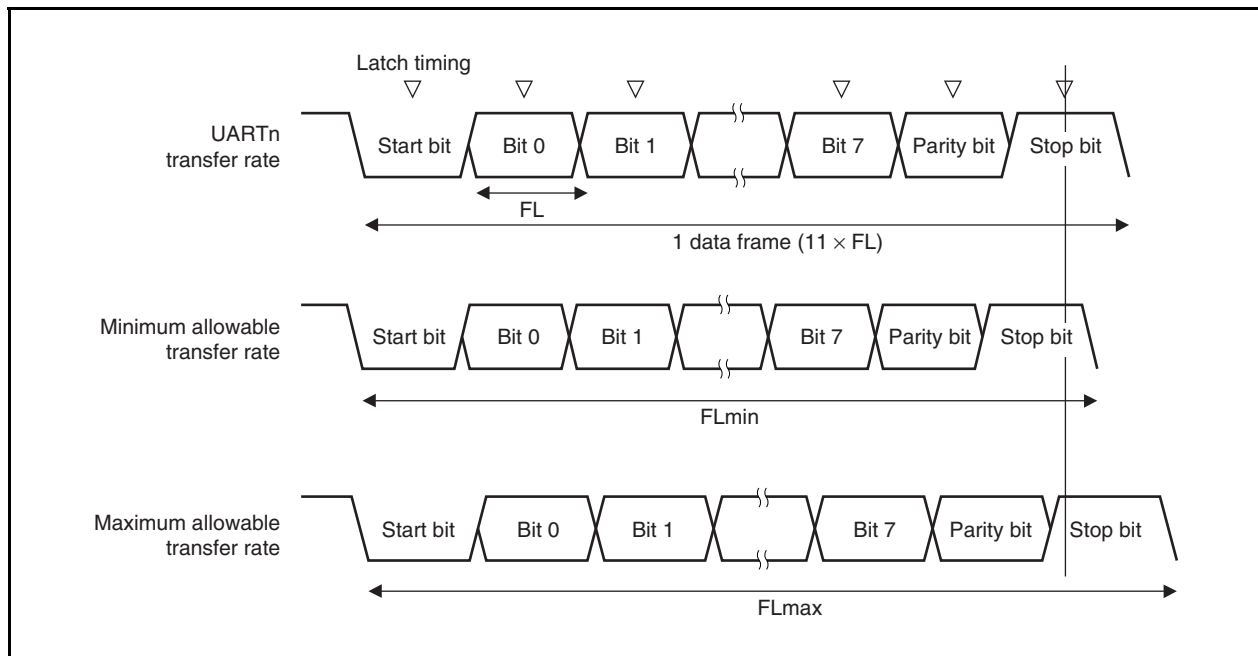 Latch timing
UARTn
transfer rate
Start bit
Bit 0
Bit 1
Bit 7
Parity bit
Stop bit
FL
1 data frame (11 × FL)
Minimum allowable
transfer rate
Start bit
Bit 0
Bit 1
Bit 7
Parity bit
Stop bit
FLmin
Maximum allowable
transfer rate
Start bit
Bit 0
Bit 1
Bit 7
Parity bit
Stop bit
FLmax